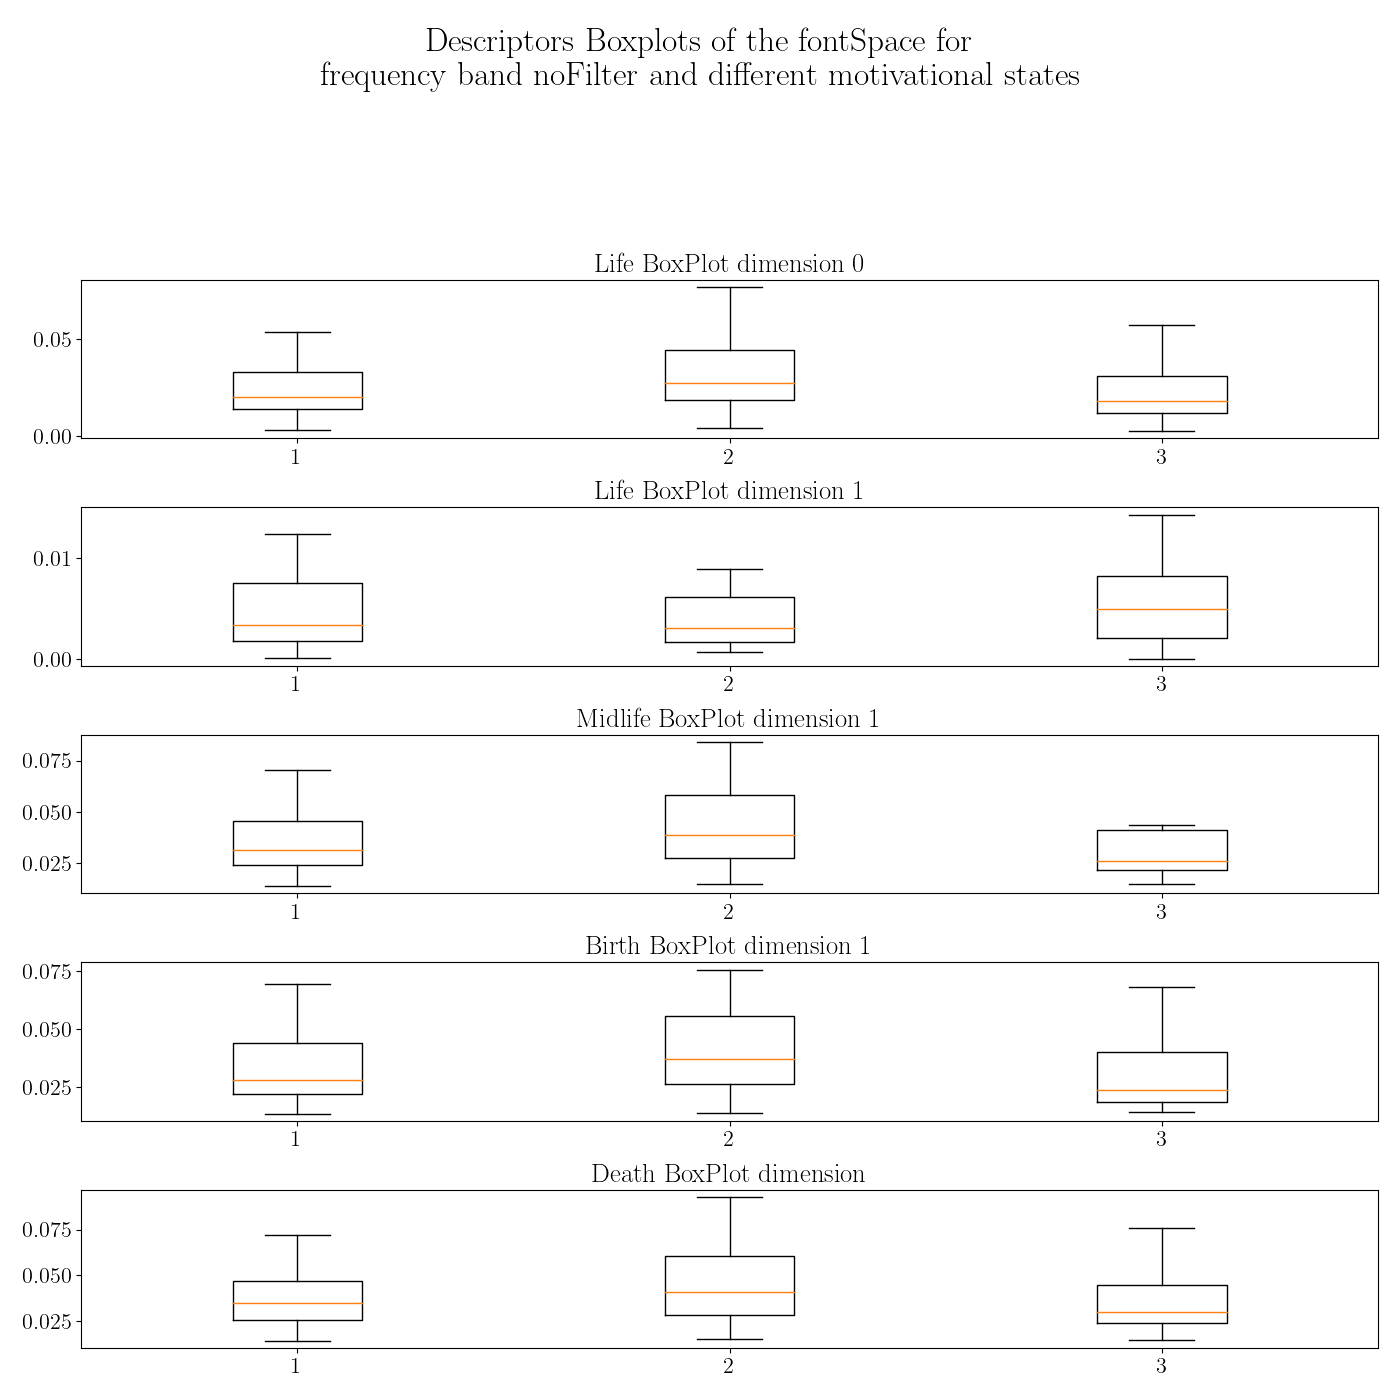 Descriptors Boxplots of the fontSpace for
frequency band noFilter and different motivational states
Life BoxPlot dimension 0
0.05
0.00
1 2 3
Life BoxPlot dimension 1
0.01
0.00
1 2 3
Midlife BoxPlot dimension 1
0.075
0.050
0.025
1 2 3
Birth BoxPlot dimension 1
0.075
0.050
0.025
1 2 3
Death BoxPlot dimension
0.075
0.050
0.025
1 2 3